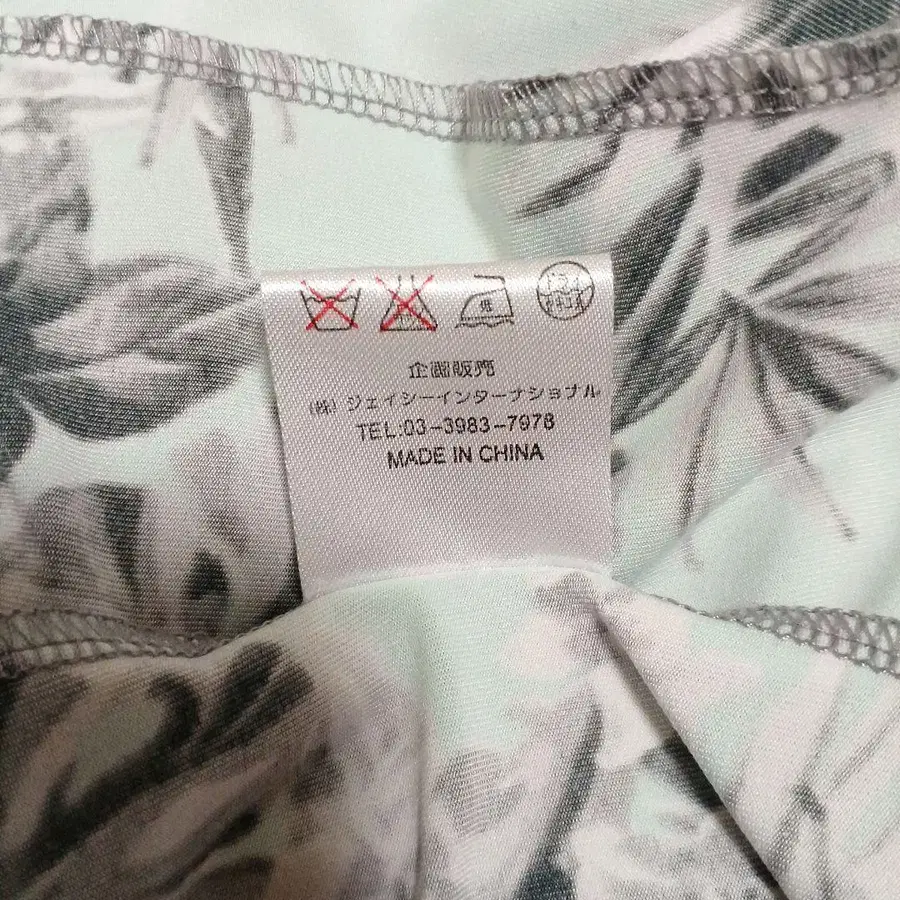 企画販売
(株) ジェイシーインターナショナル
TEL:03-3983-7978
MADE IN CHINA